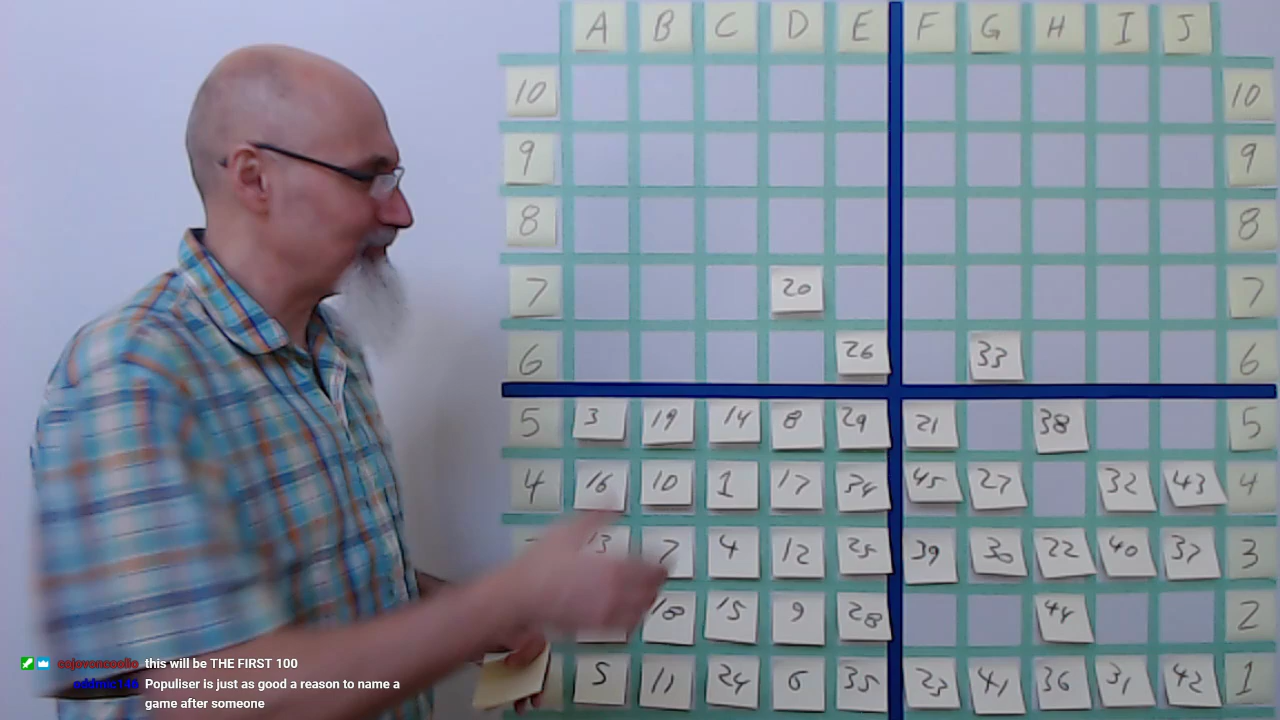 A B C D E F G H I J
10 10
9 9
8 8
7 20 7
6 26 33 6
5 3 19 14 8 29 21 38 5
4 16 10 1 17 34 45 27 32 43 4
13 7 4 12 25 39 30 22 40 37 3
18 15 9 28 44 2
5 11 24 6 35 23 41 36 31 42 1
cojovoncoolio this will be THE FIRST 100
Populiser is just as good a reason to name a
game after someone